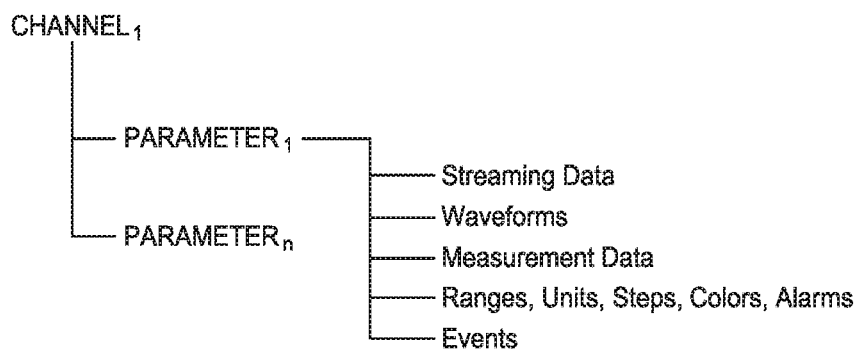 CHANNEL₁
PARAMETER₁
Streaming Data
Waveforms
PARAMETERₙ
Measurement Data
Ranges, Units, Steps, Colors, Alarms
Events